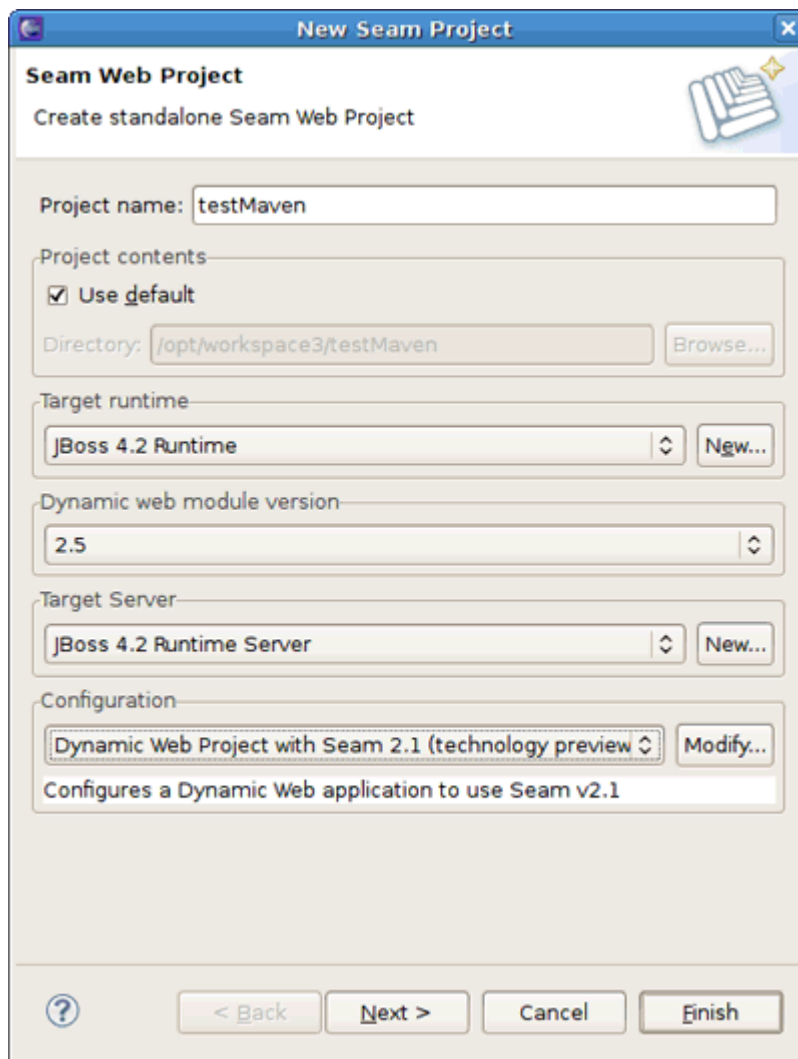 New Seam Project
Seam Web Project
Create standalone Seam Web Project
Project name: testMaven
Project contents
Use default
Directory: /opt/workspace3/testMaven Browse...
Target runtime
JBoss 4.2 Runtime New...
Dynamic web module version
2.5
Target Server
JBoss 4.2 Runtime Server New...
Configuration
Dynamic Web Project with Seam 2.1 (technology preview Modify...
Configures a Dynamic Web application to use Seam v2.1
? < Back Next > Cancel Finish